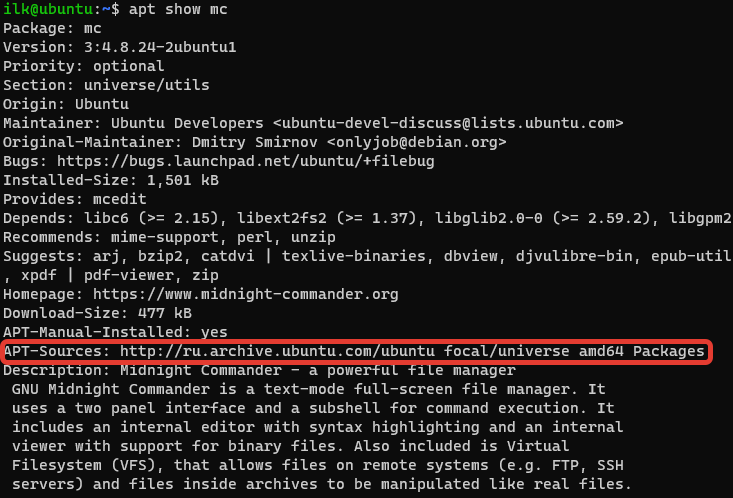 ilk@ubuntu:~$ apt show mc
Package: mc
Version: 3:4.8.24-2ubuntu1
Priority: optional
Section: universe/utils
Origin: Ubuntu
Maintainer: Ubuntu Developers <ubuntu-devel-discuss@lists.ubuntu.com>
Original-Maintainer: Dmitry Smirnov <onlyjob@debian.org>
Bugs: https://bugs.launchpad.net/ubuntu/+filebug
Installed-Size: 1,501 kB
Provides: mcedit
Depends: libc6 (>= 2.15), libext2fs2 (>= 1.37), libglib2.0-0 (>= 2.59.2), libgpm2
Recommends: mime-support, perl, unzip
Suggests: arj, bzip2, catdvi | texlive-binaries, dbview, djvulibre-bin, epub-util
, xpdf | pdf-viewer, zip
Homepage: https://www.midnight-commander.org
Download-Size: 477 kB
APT-Manual-Installed: yes
APT-Sources: http://ru.archive.ubuntu.com/ubuntu focal/universe amd64 Packages
Description: Midnight Commander - a powerful file manager
 GNU Midnight Commander is a text-mode full-screen file manager. It
 uses a two panel interface and a subshell for command execution. It
 includes an internal editor with syntax highlighting and an internal
 viewer with support for binary files. Also included is Virtual
 Filesystem (VFS), that allows files on remote systems (e.g. FTP, SSH
 servers) and files inside archives to be manipulated like real files.